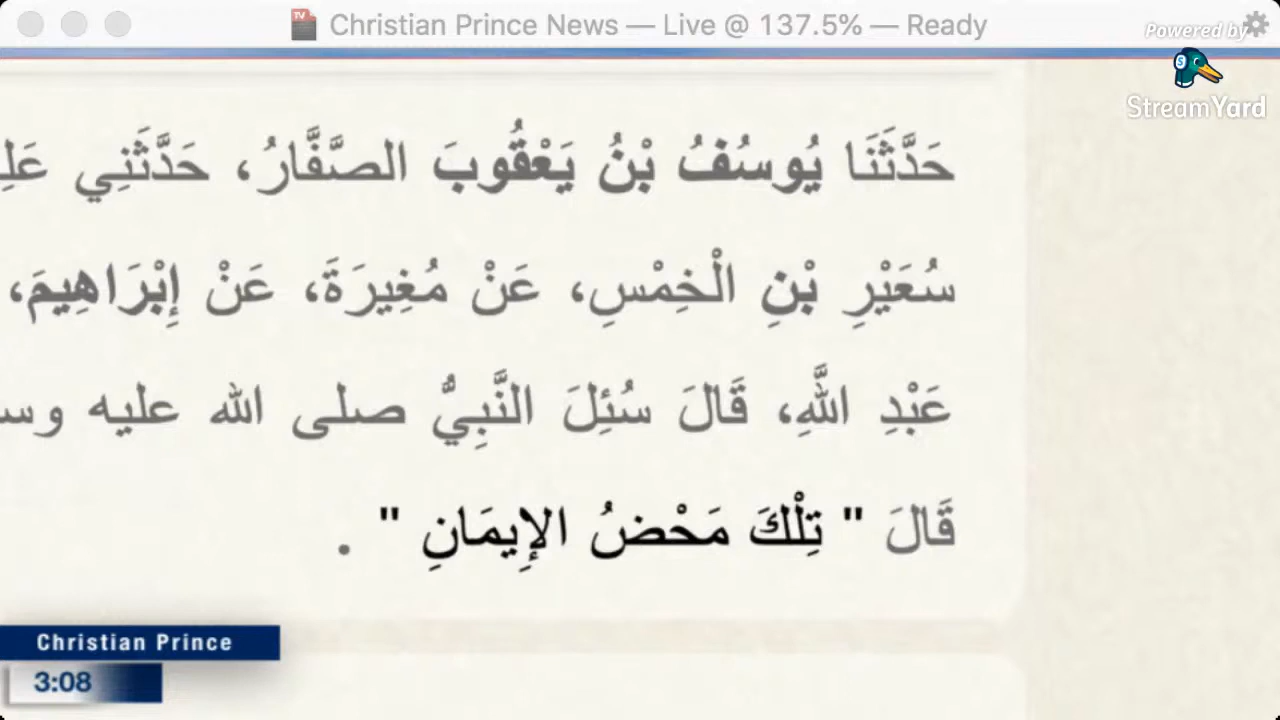 Christian Prince News — Live @ 137.5% — Ready
Powered by
StreamYard
حَدَّثَنَا يُوسُفُ بْنُ يَعْقُوبَ الصَّفَّارُ، حَدَّثَنِي
سُعَيْرِ بْنِ الْخِمْسِ، عَنْ مُغِيرَةَ، عَنْ إِبْرَاهِيمَ،
عَبْدِ اللَّهِ، قَالَ سُئِلَ النَّبِيُّ صلى الله عليه
قَالَ " تِلْكَ مَحْضُ الإِيمَانِ " .
Christian Prince
3:08